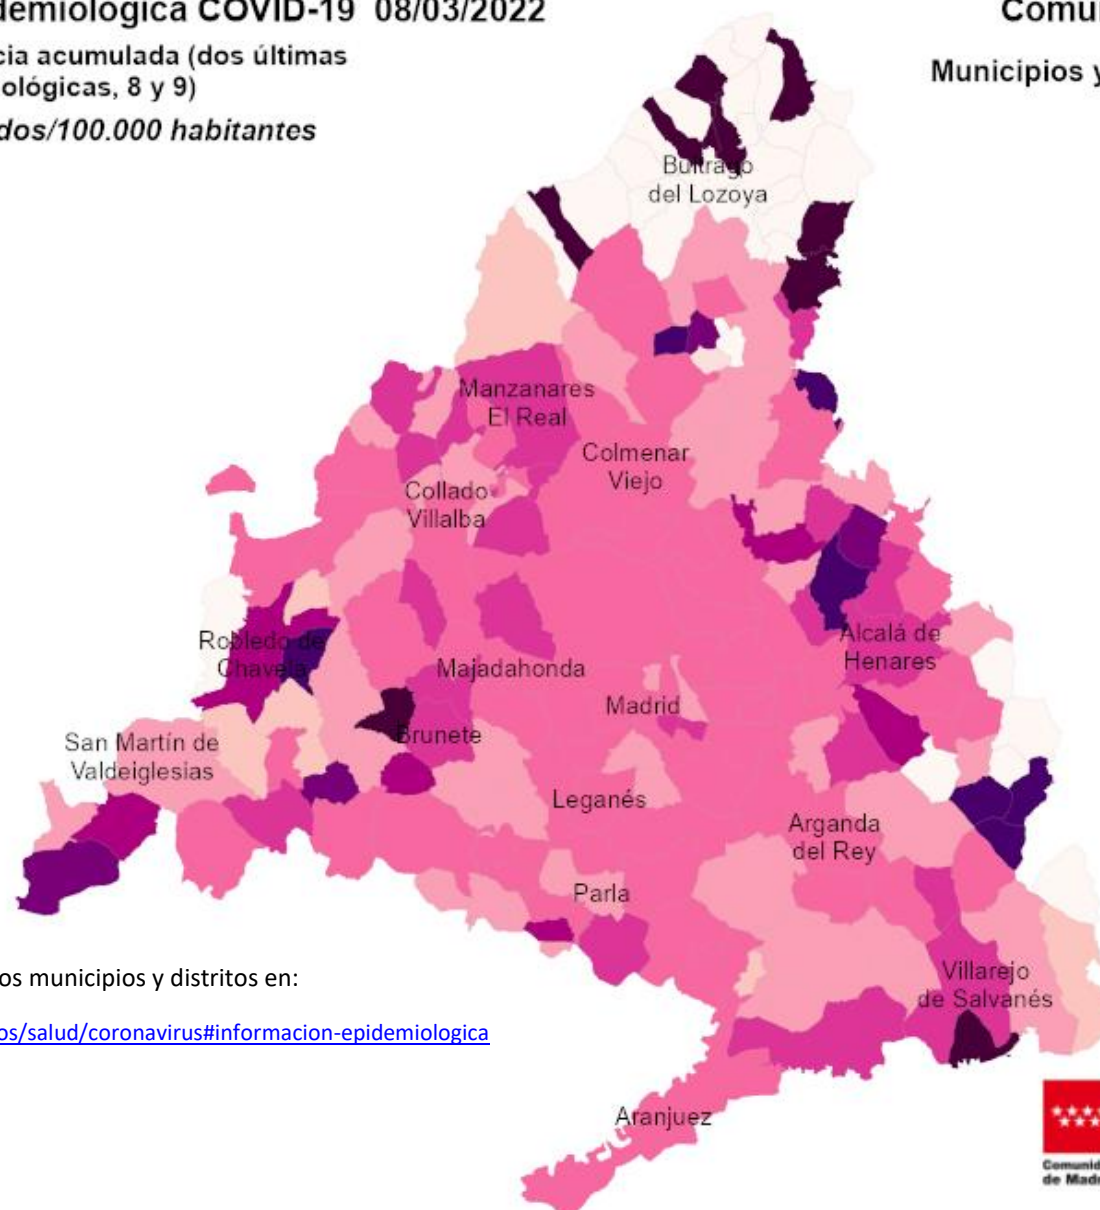 demiológica COVID-19 08/03/2022
cia acumulada (dos últimas
ológicas, 8 y 9)
dos/100.000 habitantes
Comu
Municipios y
Buitrago
del Lozoya
Manzanares
El Real
Colmenar
Viejo
Collado
Villalba
Robledo de
Chavela
Alcalá de
Henares
Majadahonda
Madrid
Brunete
San Martín de
Valdeiglesias
Leganés
Arganda
del Rey
Parla
Villarejo
de Salvanés
os municipios y distritos en:
os/salud/coronavirus#informacion-epidemiologica
Aranjuez
Comunid
de Madr